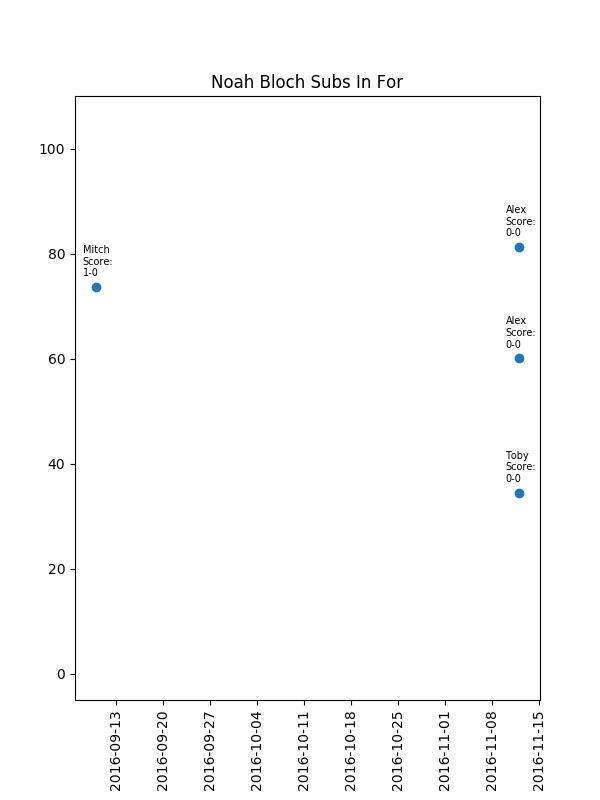 Noah Bloch Subs In For
100
80
60
40
20
0
Mitch
Score:
1-0
Alex
Score:
0-0
Alex
Score:
0-0
Toby
Score:
0-0
2016-09-13
2016-09-20
2016-09-27
2016-10-04
2016-10-11
2016-10-18
2016-10-25
2016-11-01
2016-11-08
2016-11-15